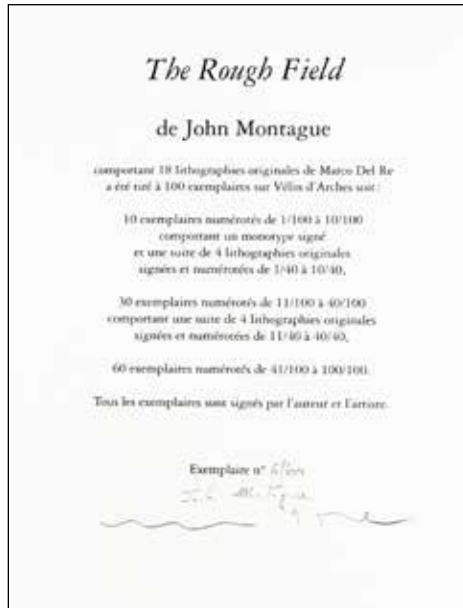 The Rough Field
de John Montague
comportant 18 lithographies originales de Marco Del Re
a été tiré à 100 exemplaires sur Vélin d'Arches soit :
10 exemplaires numérotés de 1/100 à 10/100
comportant un monotype signé
et une suite de 4 lithographies originales
signées et numérotées de 1/40 à 10/40,
30 exemplaires numérotés de 11/100 à 40/100
comportant une suite de 4 lithographies originales
signées et numérotées de 11/40 à 40/40,
60 exemplaires numérotés de 41/100 à 100/100.
Tous les exemplaires sont signés par l'auteur et l'artiste.
Exemplaire n°